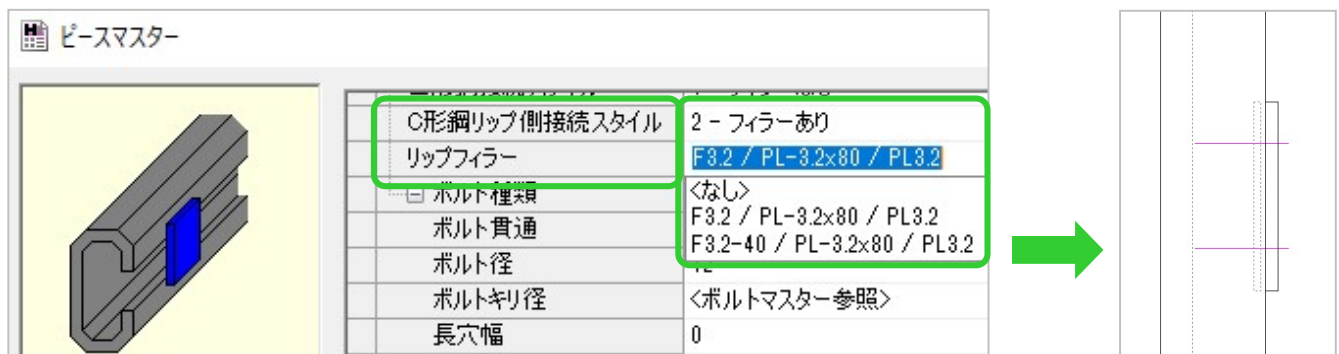 ピースマスター
C形鋼リップ側接続スタイル 2 - フィラーあり
リップフィラー F3.2 / PL-3.2x80 / PL3.2
ボルト種類 <なし>
F3.2 / PL-3.2x80 / PL3.2
ボルト貫通
F3.2-40 / PL-3.2x80 / PL3.2
ボルト径
ボルトキリ径 <ボルトマスター参照>
長穴幅 0